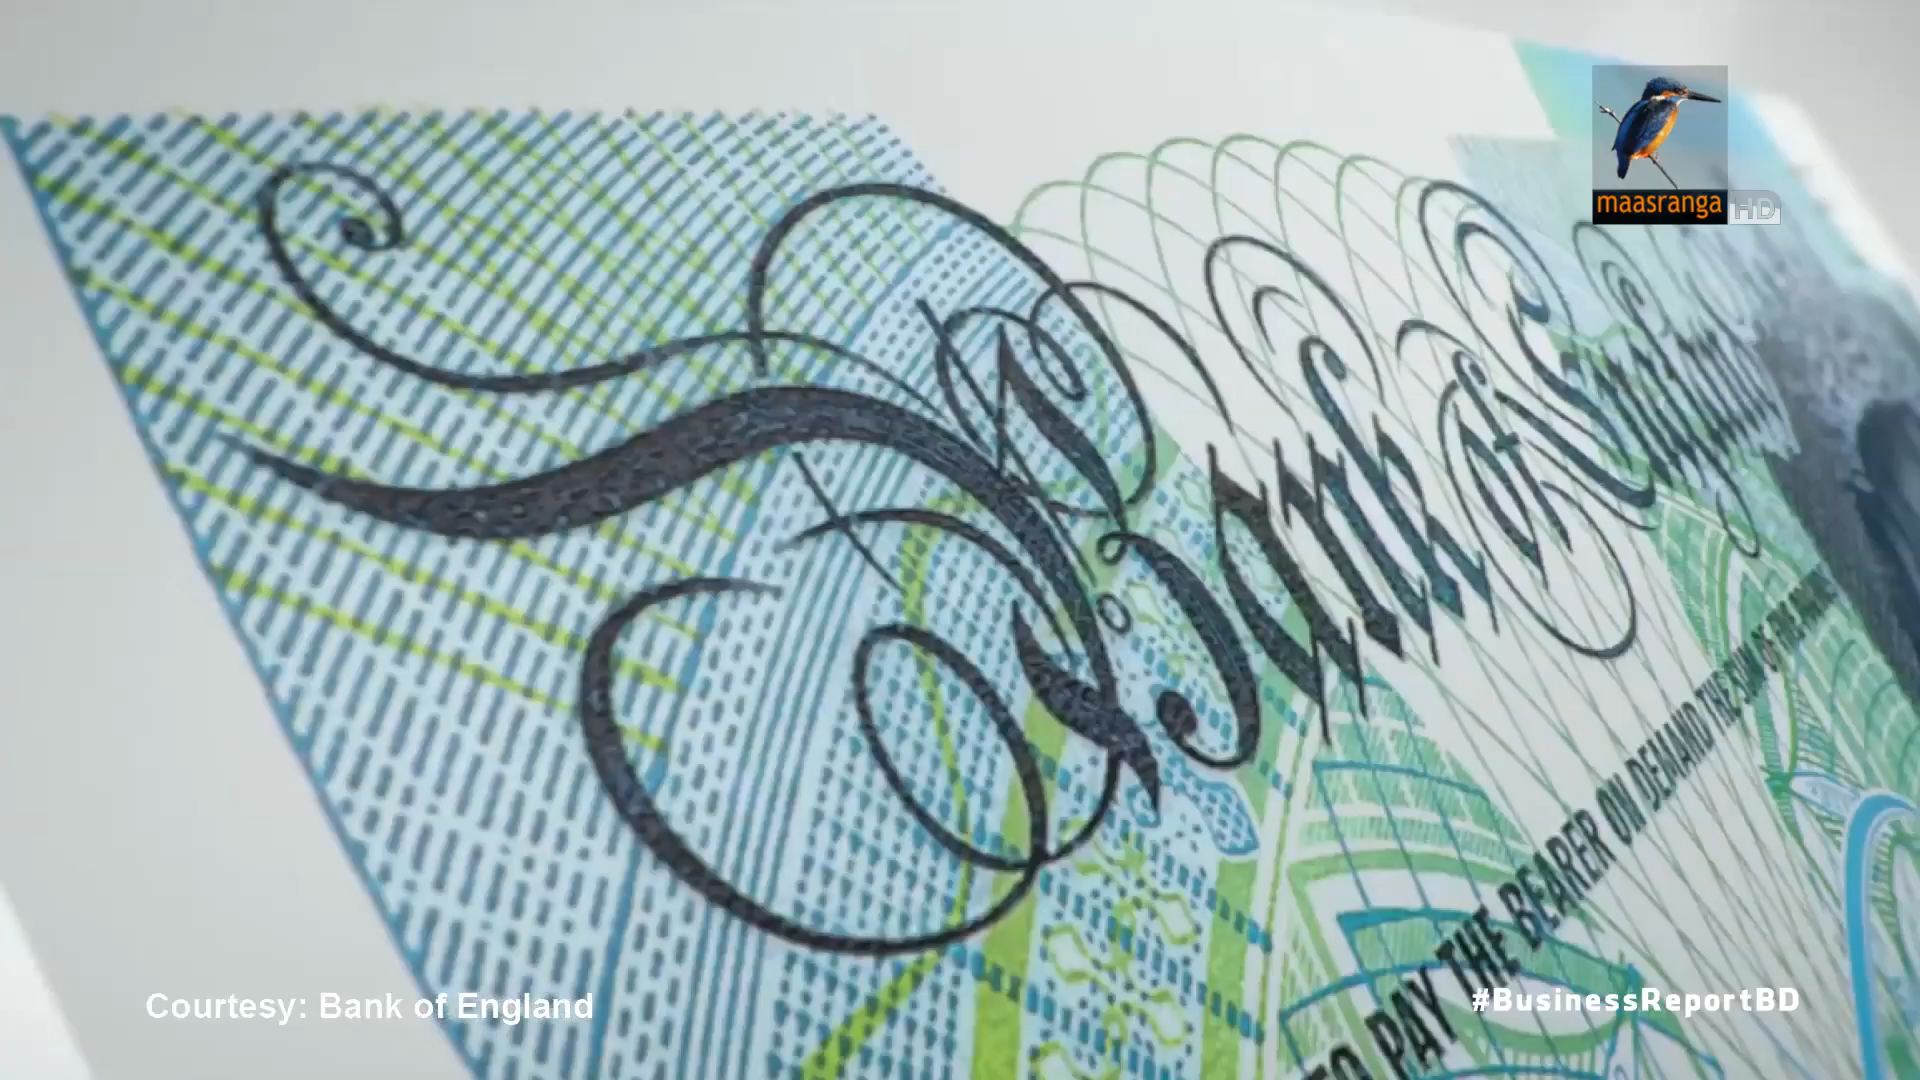 maasranga
HD
Bank of England
TO PAY THE BEARER ON DEMAND THE SUM OF
Courtesy: Bank of England
#BusinessReportBD